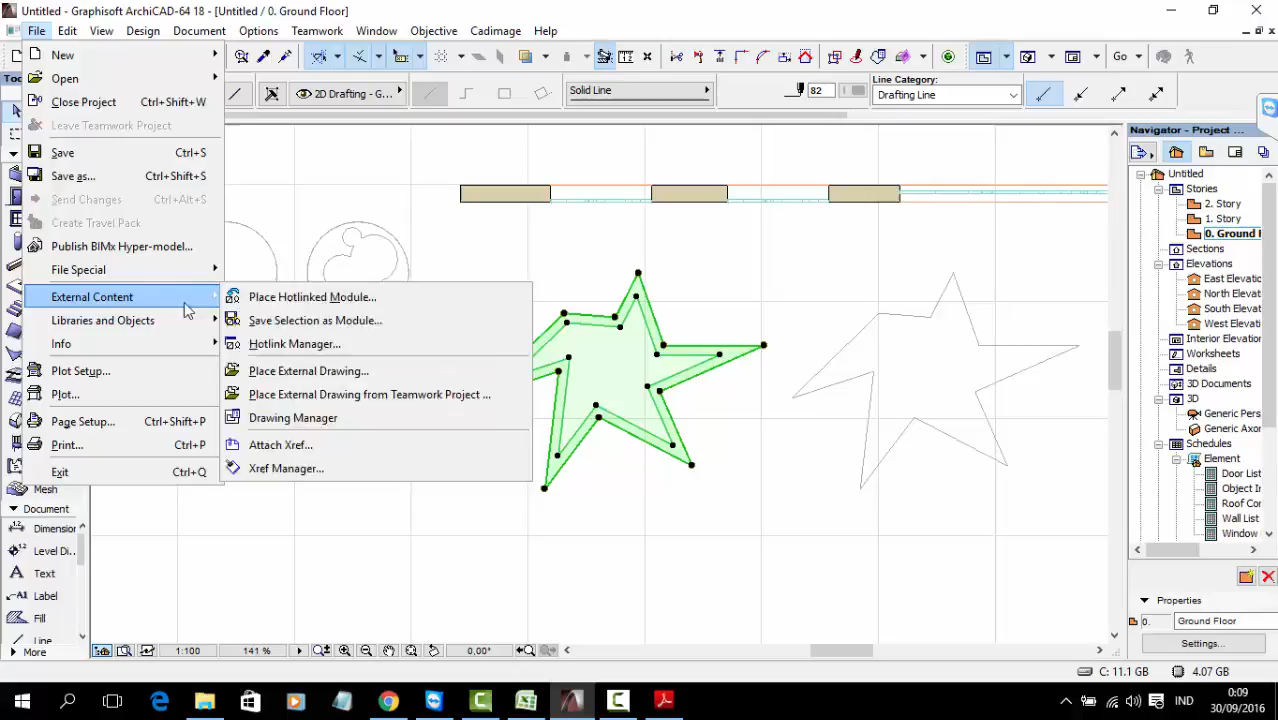 Untitled - Graphisoft ArchiCAD-64 18 - [Untitled / 0. Ground Floor]
File Edit View Design Document Options Teamwork Window Objective Cadimage Help
Go
2D Drafting - G...
Solid Line
82
Line Category:
Drafting Line
New
Open
Close Project Ctrl+Shift+W
Leave Teamwork Project
Save Ctrl+S
Save as... Ctrl+Shift+S
Send Changes Ctrl+Alt+S
Create Travel Pack
Publish BIMx Hyper-model...
File Special
External Content
Libraries and Objects
Info
Plot Setup...
Plot...
Page Setup... Ctrl+Shift+P
Print... Ctrl+P
Exit Ctrl+Q
Place Hotlinked Module...
Save Selection as Module...
Hotlink Manager...
Place External Drawing...
Place External Drawing from Teamwork Project ...
Drawing Manager
Attach Xref...
Xref Manager...
Too
Mesh
Document
Dimension
Level Di...
Text
A1 Label
Fill
Line
More
Navigator - Project ...
Untitled
Stories
2. Story
1. Story
0. Ground F
Sections
Elevations
East Elevatio
North Elevat
South Elevat
West Elevati
Interior Elevatio
Worksheets
Details
3D Documents
3D
Generic Pers
Generic Axor
Schedules
Element
Door List
Object In
Roof Cor
Wall List
Window
Properties
0. Ground Floor
Settings...
1:100 141 % 0,00°
C: 11.1 GB 4.07 GB
IND
0:09
30/09/2016